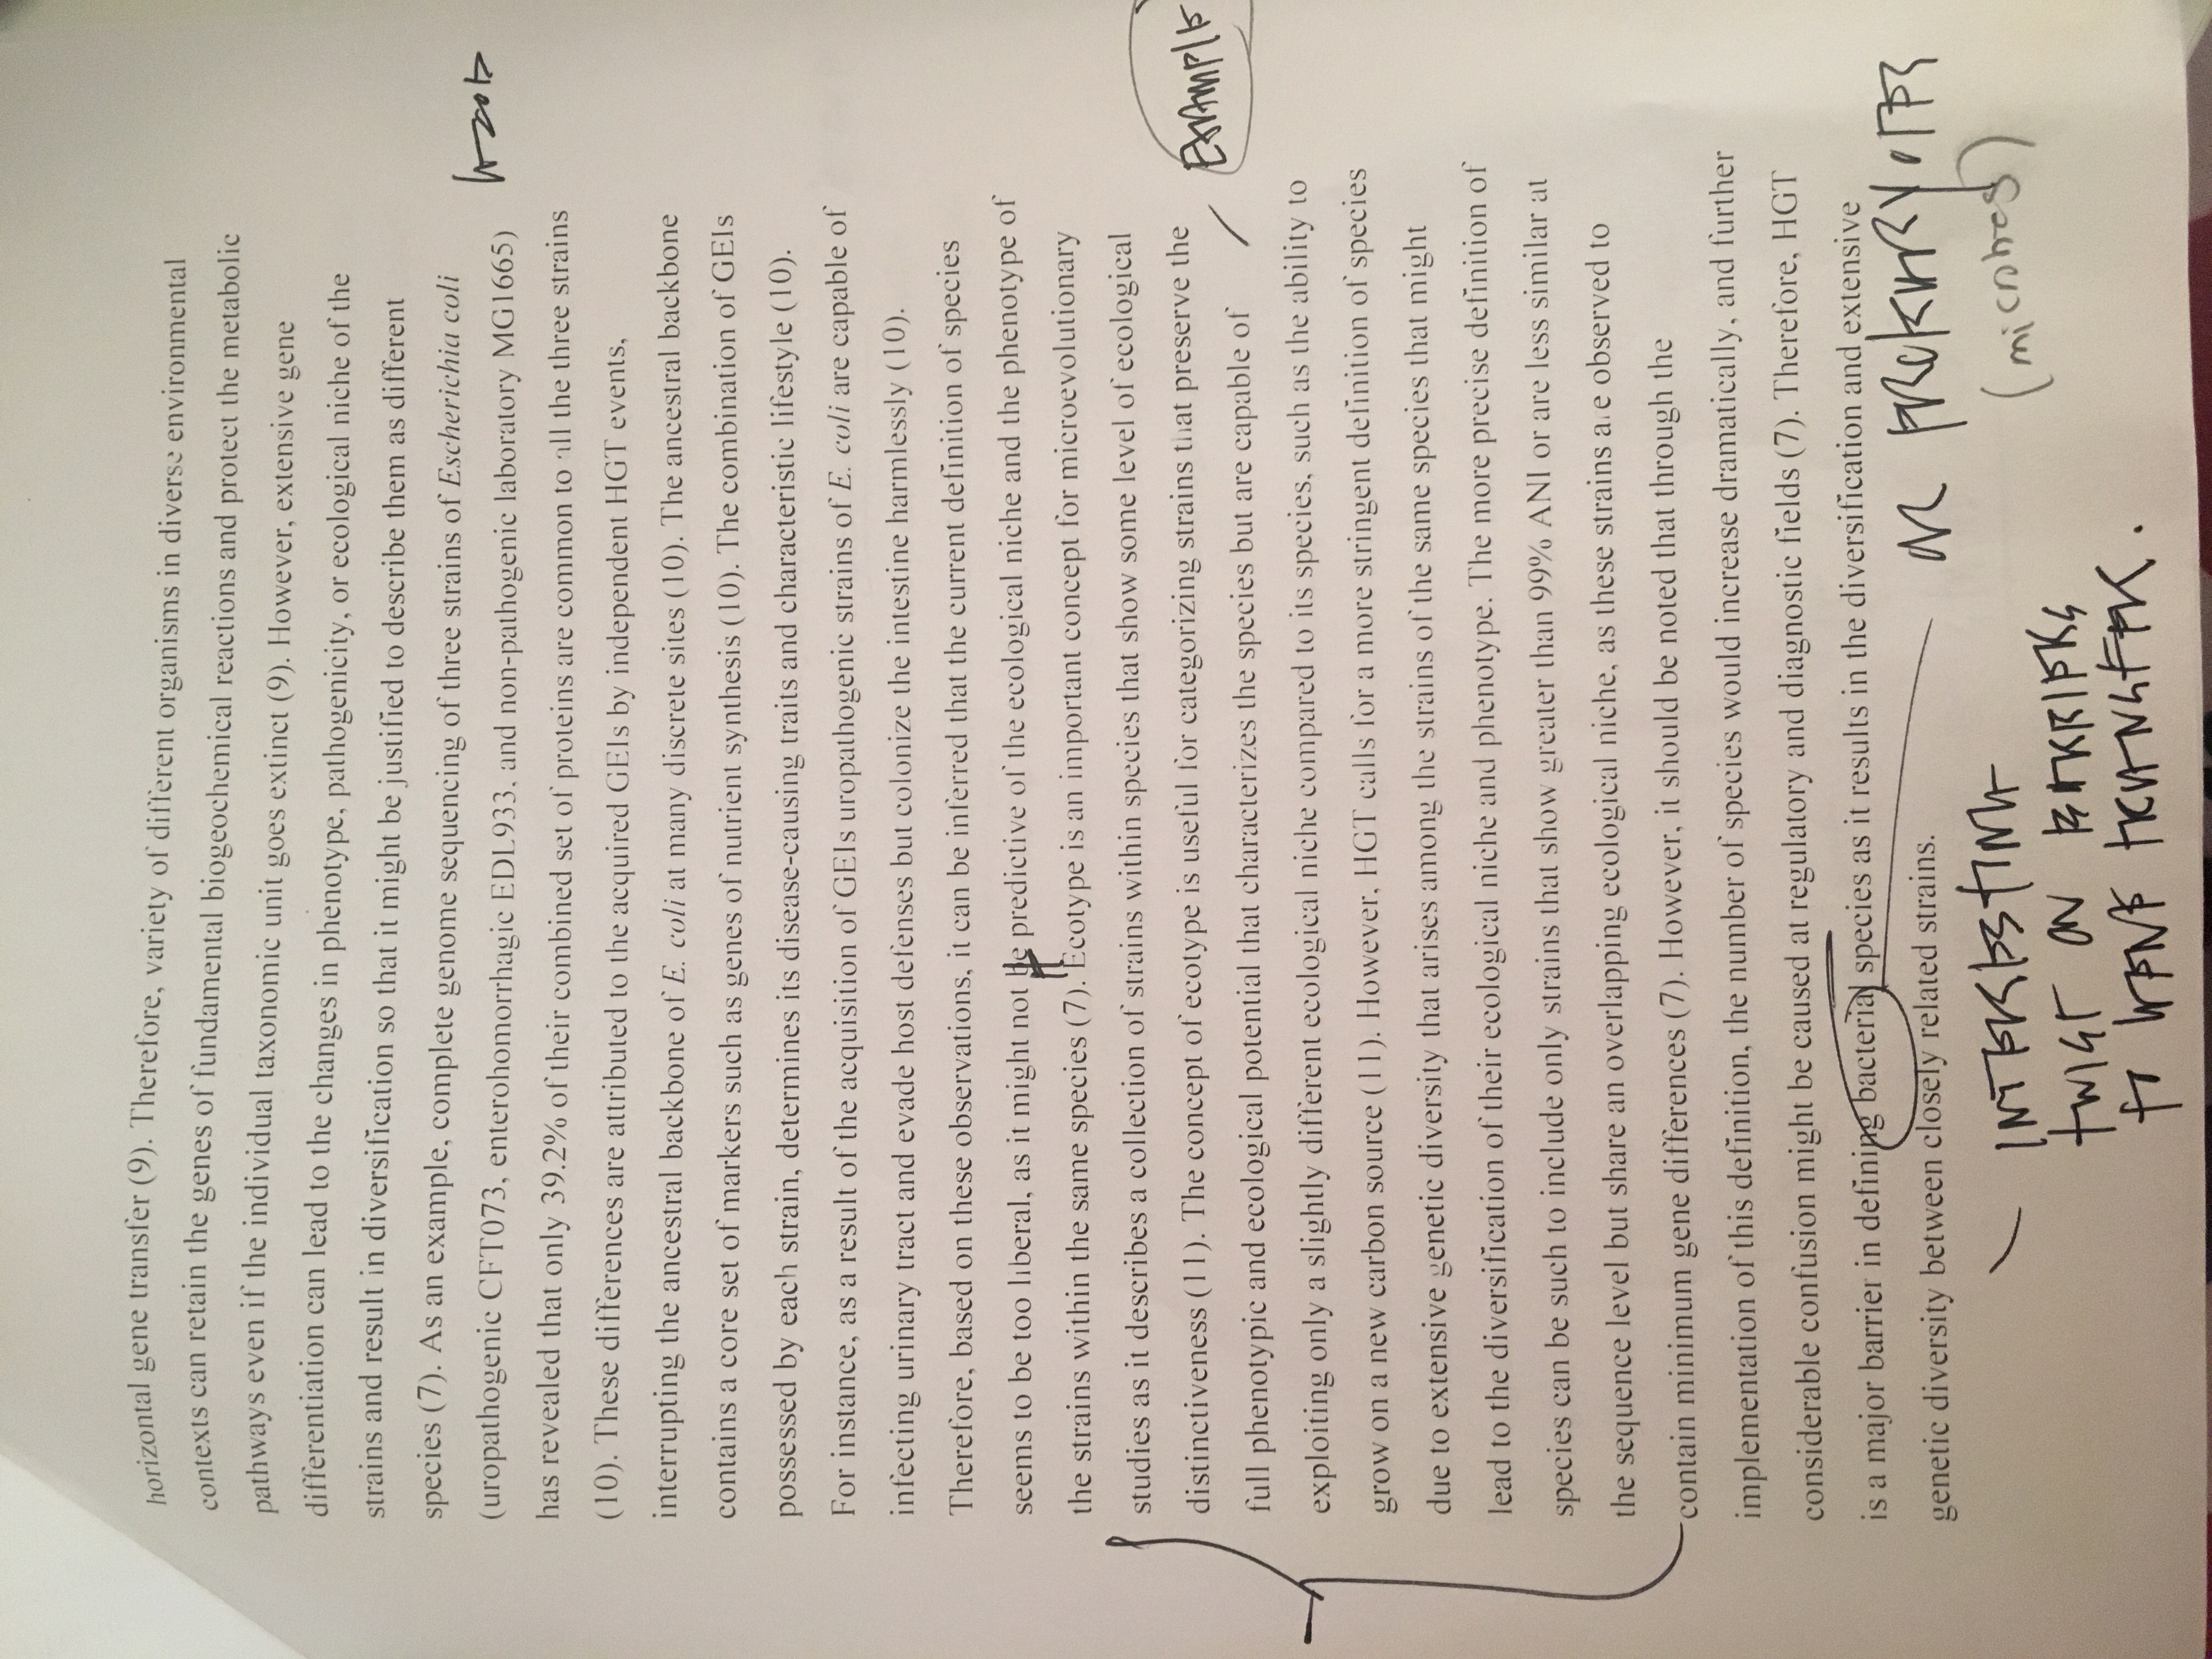 horizontal gene transfer (9). Therefore, variety of different organisms in diverse environmental
contexts can retain the genes of fundamental biogeochemical reactions and protect the metabolic
pathways even if the individual taxonomic unit goes extinct (9). However, extensive gene
differentiation can lead to the changes in phenotype, pathogenicity, or ecological niche of the
strains and result in diversification so that it might be justified to describe them as different
species (7). As an example, complete genome sequencing of three strains of Escherichia coli
(uropathogenic CFT073, enterohomorrhagic EDL933, and non-pathogenic laboratory MG1665)
GOOD
has revealed that only 39.2% of their combined set of proteins are common to all the three strains
(10). These differences are attributed to the acquired GEIs by independent HGT events,
interrupting the ancestral backbone of E. coli at many discrete sites (10). The ancestral backbone
contains a core set of markers such as genes of nutrient synthesis (10). The combination of GEIs
possessed by each strain, determines its disease-causing traits and characteristic lifestyle (10).
For instance, as a result of the acquisition of GEIs uropathogenic strains of E. coli are capable of
infecting urinary tract and evade host defenses but colonize the intestine harmlessly (10).
Therefore, based on these observations, it can be inferred that the current definition of species
seems to be too liberal, as it might not be predictive of the ecological niche and the phenotype of
the strains within the same species (7). Ecotype is an important concept for microevolutionary
studies as it describes a collection of strains within species that show some level of ecological
distinctiveness (11). The concept of ecotype is useful for categorizing strains that preserve the
EXAMPLE
full phenotypic and ecological potential that characterizes the species but are capable of
exploiting only a slightly different ecological niche compared to its species, such as the ability to
grow on a new carbon source (11). However, HGT calls for a more stringent definition of species
due to extensive genetic diversity that arises among the strains of the same species that might
lead to the diversification of their ecological niche and phenotype. The more precise definition of
species can be such to include only strains that show greater than 99% ANI or are less similar at
the sequence level but share an overlapping ecological niche, as these strains are observed to
contain minimum gene differences (7). However, it should be noted that through the
implementation of this definition, the number of species would increase dramatically, and further
considerable confusion might be caused at regulatory and diagnostic fields (7). Therefore, HGT
is a major barrier in defining bacterial species as it results in the diversification and extensive
genetic diversity between closely related strains.
OR PROKARYOTES
(microbes)
INTERESTING
TWIST ON BARRIERS
TO GENE TRANSFER.